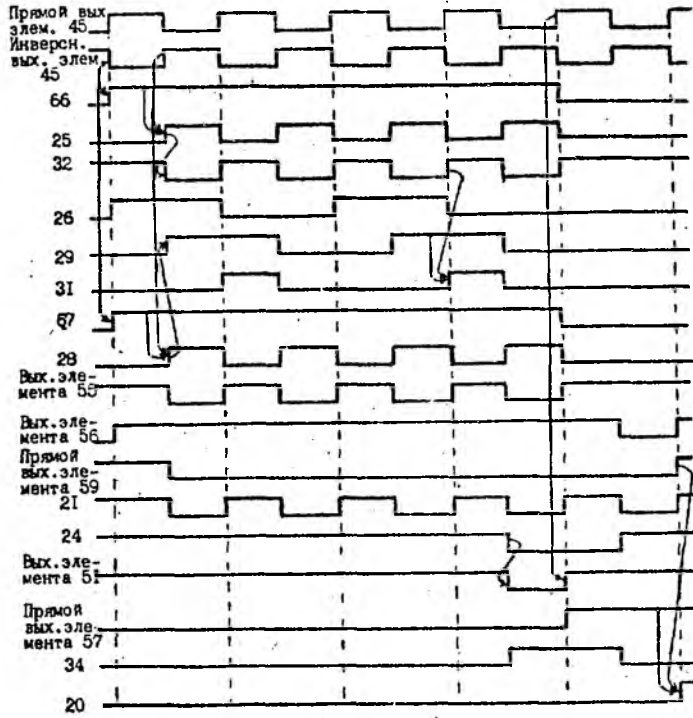 Прямой вых
элем. 45
Инверсн.
вых. элем
45
66
25
32
26
29
31
67
28
Вых.эле-
мента 55
Вых.эле-
мента 56
Прямой
вых.эле-
мента 59
21
24
Вых.эле-
мента 51
Прямой
вых.эле-
мента 57
34
20